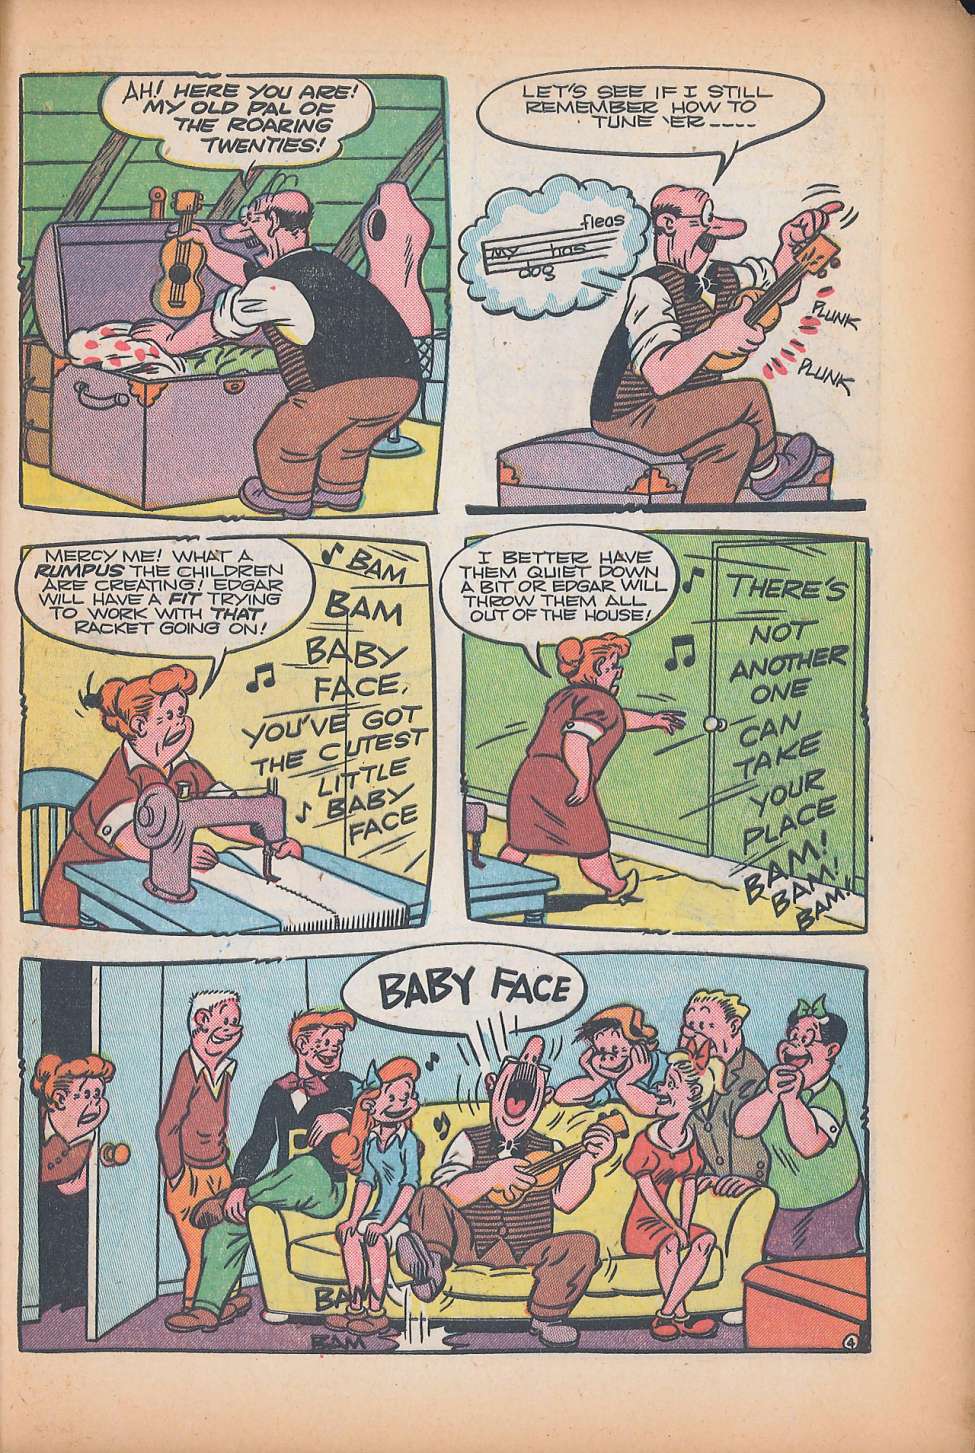 AH! HERE YOU ARE!
MY OLD PAL OF
THE ROARING
TWENTIES!
LET'S SEE IF I STILL
REMEMBER HOW TO
TUNE 'ER ----
fleas
my has
dog
PLUNK
PLUNK
MERCY ME! WHAT A
RUMPUS THE CHILDREN
ARE CREATING! EDGAR
WILL HAVE A FIT TRYING
TO WORK WITH THAT
RACKET GOING ON!
BAM
BAM
BABY
FACE,
YOU'VE GOT
THE CUTEST
LITTLE
BABY
FACE
I BETTER HAVE
THEM QUIET DOWN
A BIT OR EDGAR WILL
THROW THEM ALL
OUT OF THE HOUSE!
THERE'S
NOT
ANOTHER
ONE
CAN
TAKE
YOUR
PLACE
BAM!
BAM!
BAM!
BABY FACE
BAM
BAM
4